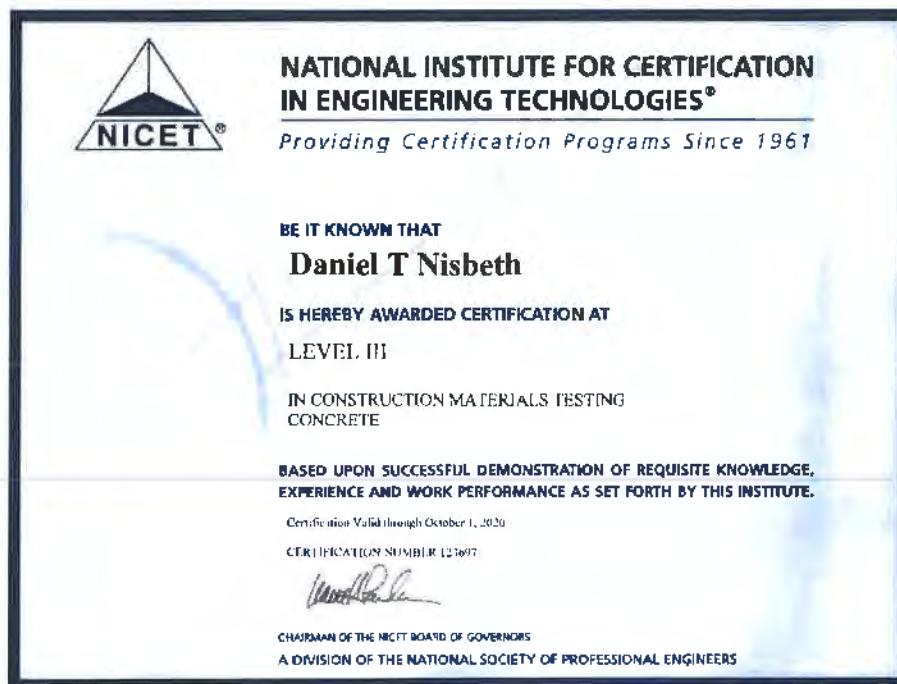 NICET®
NATIONAL INSTITUTE FOR CERTIFICATION
IN ENGINEERING TECHNOLOGIES®
Providing Certification Programs Since 1961
BE IT KNOWN THAT
Daniel T Nisbeth
IS HEREBY AWARDED CERTIFICATION AT
LEVEL III
IN CONSTRUCTION MATERIALS TESTING
CONCRETE
BASED UPON SUCCESSFUL DEMONSTRATION OF REQUISITE KNOWLEDGE,
EXPERIENCE AND WORK PERFORMANCE AS SET FORTH BY THIS INSTITUTE.
Certification Valid through October 1, 2020
CERTIFICATION NUMBER
CHAIRMAN OF THE NICET BOARD OF GOVERNORS
A DIVISION OF THE NATIONAL SOCIETY OF PROFESSIONAL ENGINEERS